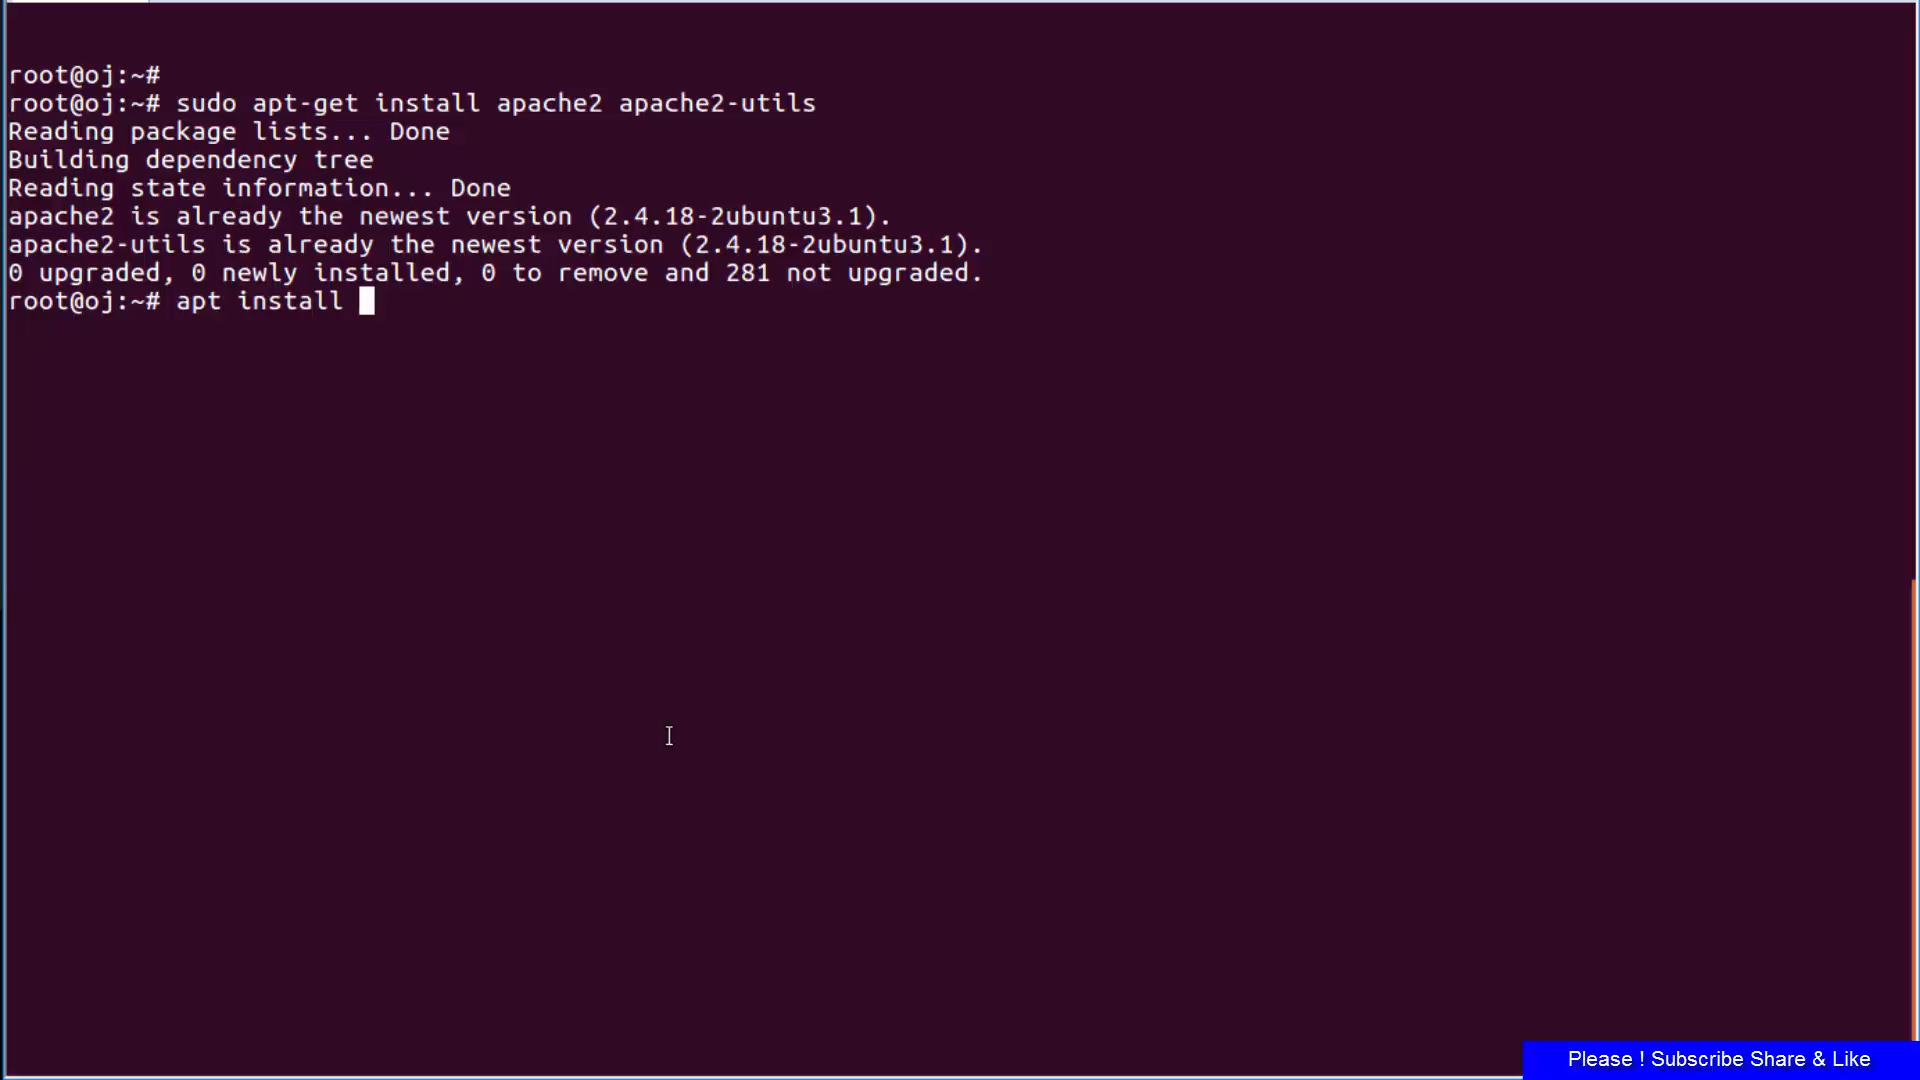 root@oj:~#
root@oj:~# sudo apt-get install apache2 apache2-utils
Reading package lists... Done
Building dependency tree
Reading state information... Done
apache2 is already the newest version (2.4.18-2ubuntu3.1).
apache2-utils is already the newest version (2.4.18-2ubuntu3.1).
0 upgraded, 0 newly installed, 0 to remove and 281 not upgraded.
root@oj:~# apt install
Please ! Subscribe Share & Like